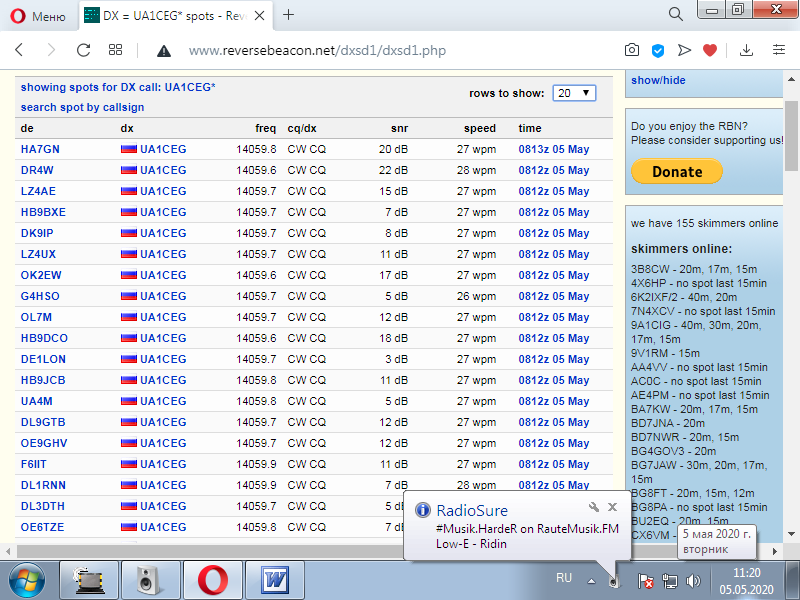 Меню
DX = UA1CEG* spots - Rev
www.reversebeacon.net/dxsd1/dxsd1.php
showing spots for DX call: UA1CEG*
search spot by callsign
rows to show: 20
de dx freq cq/dx snr speed time
HA7GN UA1CEG 14059.8 CW CQ 20 dB 27 wpm 0813z 05 May
DR4W UA1CEG 14059.6 CW CQ 22 dB 28 wpm 0812z 05 May
LZ4AE UA1CEG 14059.7 CW CQ 15 dB 27 wpm 0812z 05 May
HB9BXE UA1CEG 14059.7 CW CQ 7 dB 27 wpm 0812z 05 May
DK9IP UA1CEG 14059.7 CW CQ 8 dB 27 wpm 0812z 05 May
LZ4UX UA1CEG 14059.7 CW CQ 11 dB 27 wpm 0812z 05 May
OK2EW UA1CEG 14059.6 CW CQ 17 dB 27 wpm 0812z 05 May
G4HSO UA1CEG 14059.7 CW CQ 5 dB 26 wpm 0812z 05 May
OL7M UA1CEG 14059.7 CW CQ 12 dB 27 wpm 0812z 05 May
HB9DCO UA1CEG 14059.6 CW CQ 18 dB 27 wpm 0812z 05 May
DE1LON UA1CEG 14059.7 CW CQ 3 dB 27 wpm 0812z 05 May
HB9JCB UA1CEG 14059.8 CW CQ 11 dB 27 wpm 0812z 05 May
UA4M UA1CEG 14059.8 CW CQ 5 dB 27 wpm 0812z 05 May
DL9GTB UA1CEG 14059.7 CW CQ 12 dB 27 wpm 0812z 05 May
OE9GHV UA1CEG 14059.7 CW CQ 12 dB 27 wpm 0812z 05 May
F6IIT UA1CEG 14059.9 CW CQ 11 dB 27 wpm 0812z 05 May
DL1RNN UA1CEG 14059.9 CW CQ 7 dB 28 wpm 0812z 05 May
DL3DTH UA1CEG 14059.7 CW CQ 5
OE6TZE UA1CEG 14059.8 CW CQ 7
show/hide
Do you enjoy the RBN?
Please consider supporting us!
Donate
we have 155 skimmers online
skimmers online:
3B8CW - 20m, 17m, 15m
4X6HP - no spot last 15min
6K2IXF/2 - 40m, 20m
7N4XCV - no spot last 15min
9A1CIG - 40m, 30m, 20m,
17m, 15m
9V1RM - 15m
AA4VV - no spot last 15min
AC0C - no spot last 15min
AE4PM - no spot last 15min
BA7KW - 20m, 17m, 15m
BD7JNA - 20m
BD7NWR - 20m, 15m
BG4GOV3 - 20m
BG7JAW - 30m, 20m, 17m,
15m
BG8FT - 20m, 15m, 12m
BG8PA - no spot last 15min
BU2EQ - 20m, 15m
CX6VM
RadioSure
#Musik.HardeR on RauteMusik.FM
Low-E - Ridin
5 мая 2020 г.
вторник
RU
11:20
05.05.2020